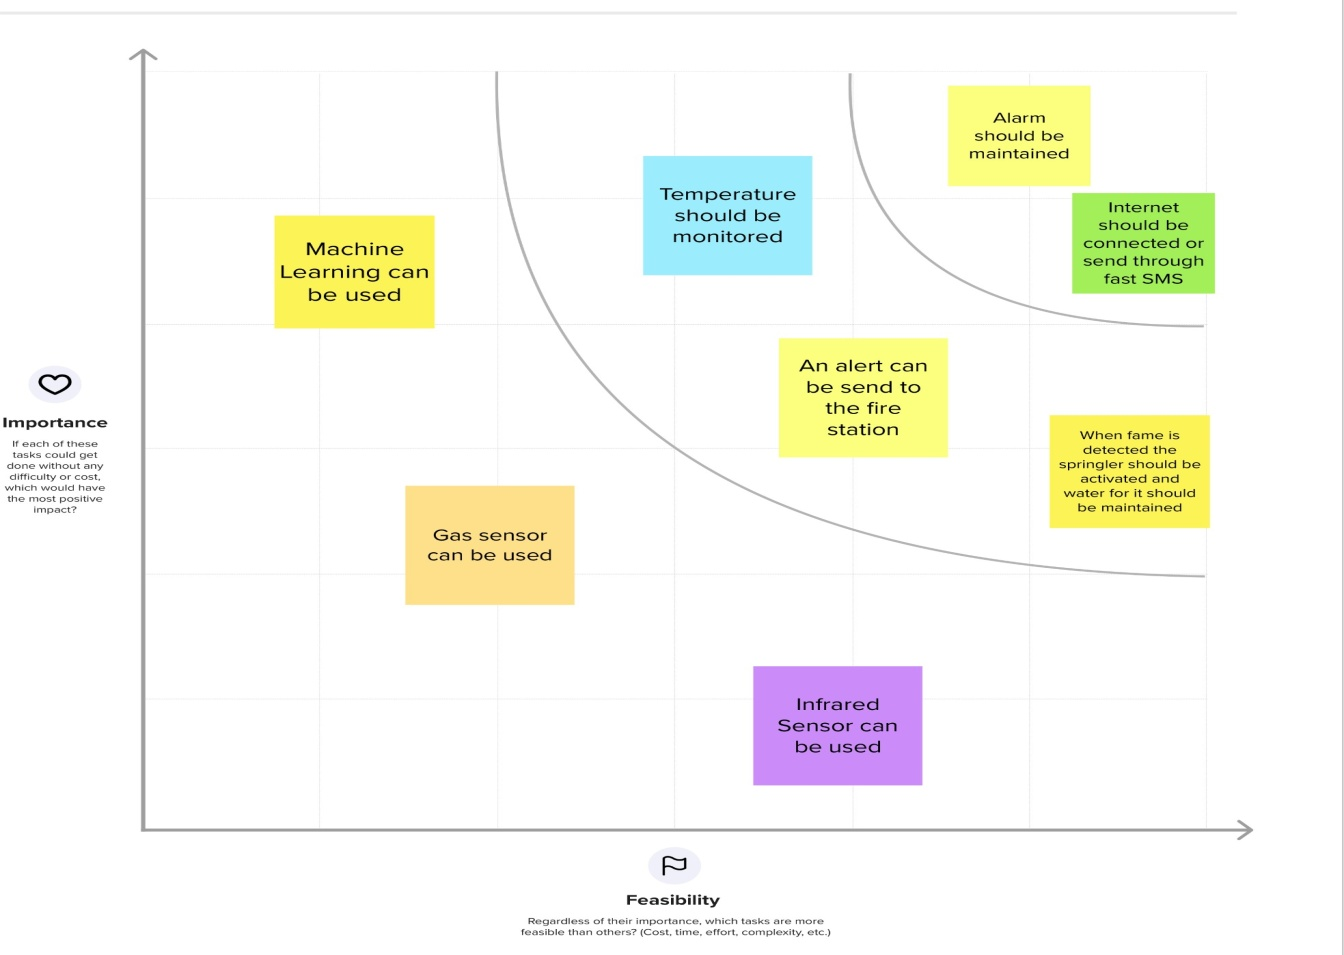 Alarm
should be
maintained
Temperature
should be
monitored
Internet
should be
connected or
send through
fast SMS
Machine
Learning can
be used
An alert can
be send to
the fire
station
Importance
If each of these
tasks could get
done without any
difficulty or cost,
which would have
the most positive
impact?
When fame is
detected the
springler should be
activated and
water for it should
be maintained
Gas sensor
can be used
Infrared
Sensor can
be used
Feasibility
Regardless of their importance, which tasks are more
feasible than others? (Cost, time, effort, complexity, etc.)